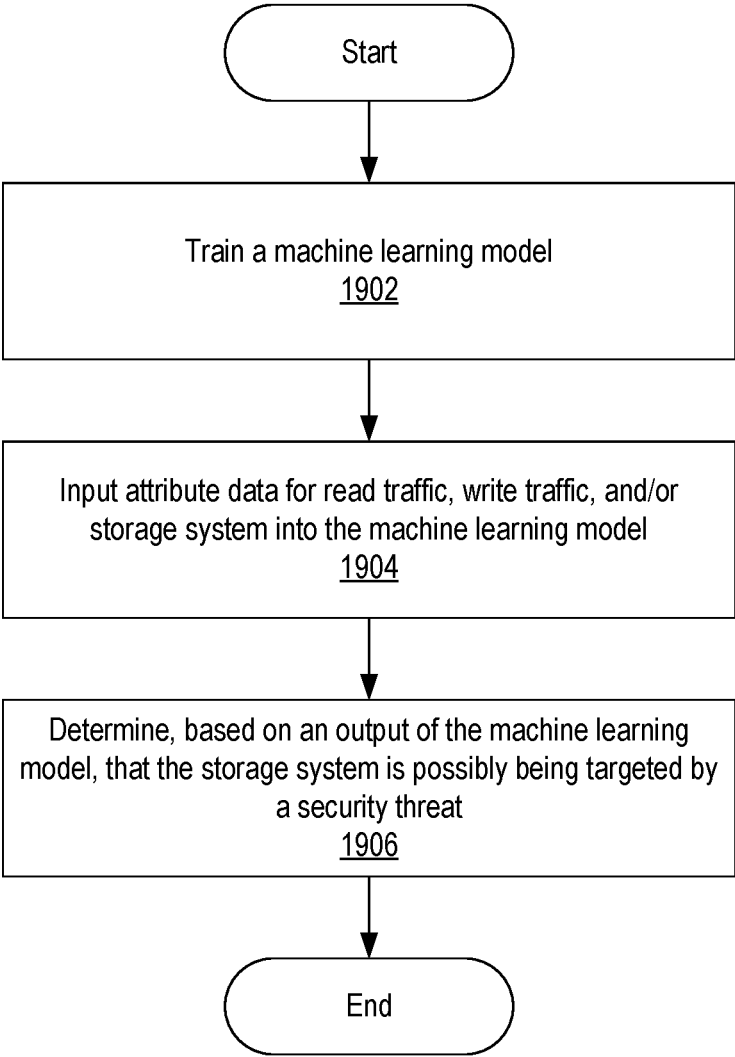 Start
Train a machine learning model
1902
Input attribute data for read traffic, write traffic, and/or
storage system into the machine learning model
1904
Determine, based on an output of the machine learning
model, that the storage system is possibly being targeted by
a security threat
1906
End